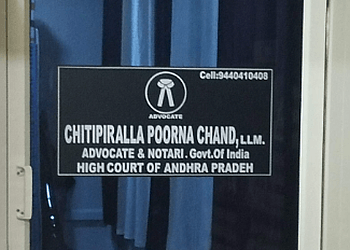 Cell:9440410408
ADVOCATE
CHITIPIRALLA POORNA CHAND, L.L.M.
ADVOCATE & NOTARI. Govt.Of India
HIGH COURT OF ANDHRA PRADEH